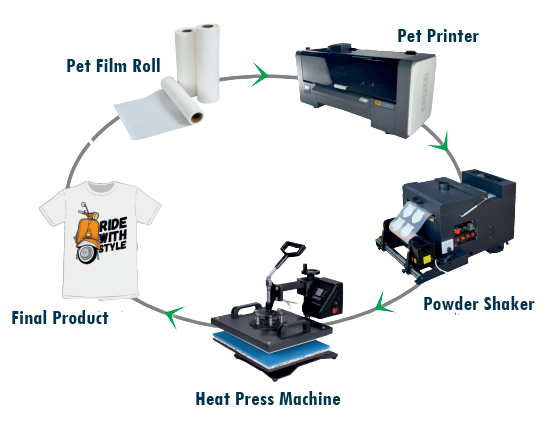 Pet Printer
Pet Film Roll
RIDE
WITH
STYLE
Powder Shaker
Final Product
Heat Press Machine